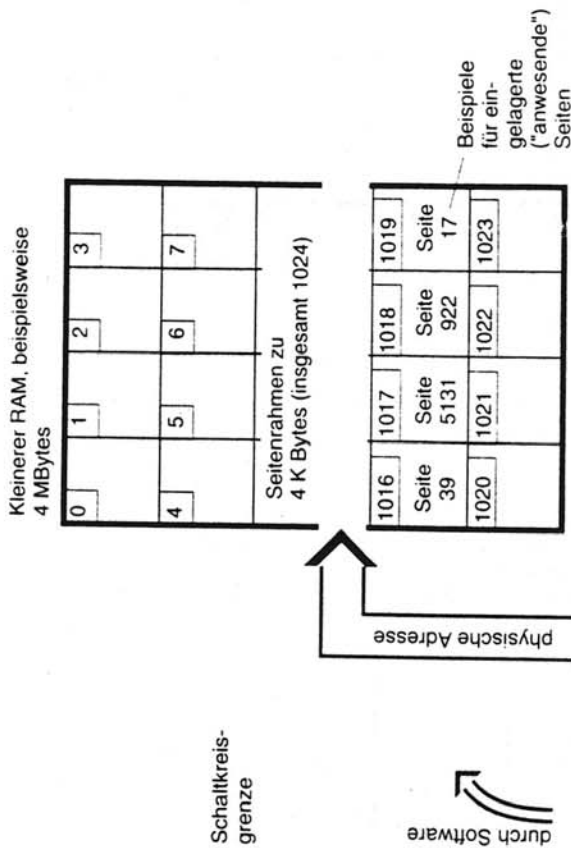 Kleinerer RAM, beispielsweise
4 MBytes
0
1
2
3
4
5
6
7
Seitenrahmen zu
4 K Bytes (insgesamt 1024)
1016
1017
1018
1019
Seite
39
Seite
5131
Seite
922
Seite
17
1020
1021
1022
1023
Beispiele
für ein-
gelagerte
("anwesende")
Seiten
physische Adresse
Schaltkreis-
grenze
durch Software